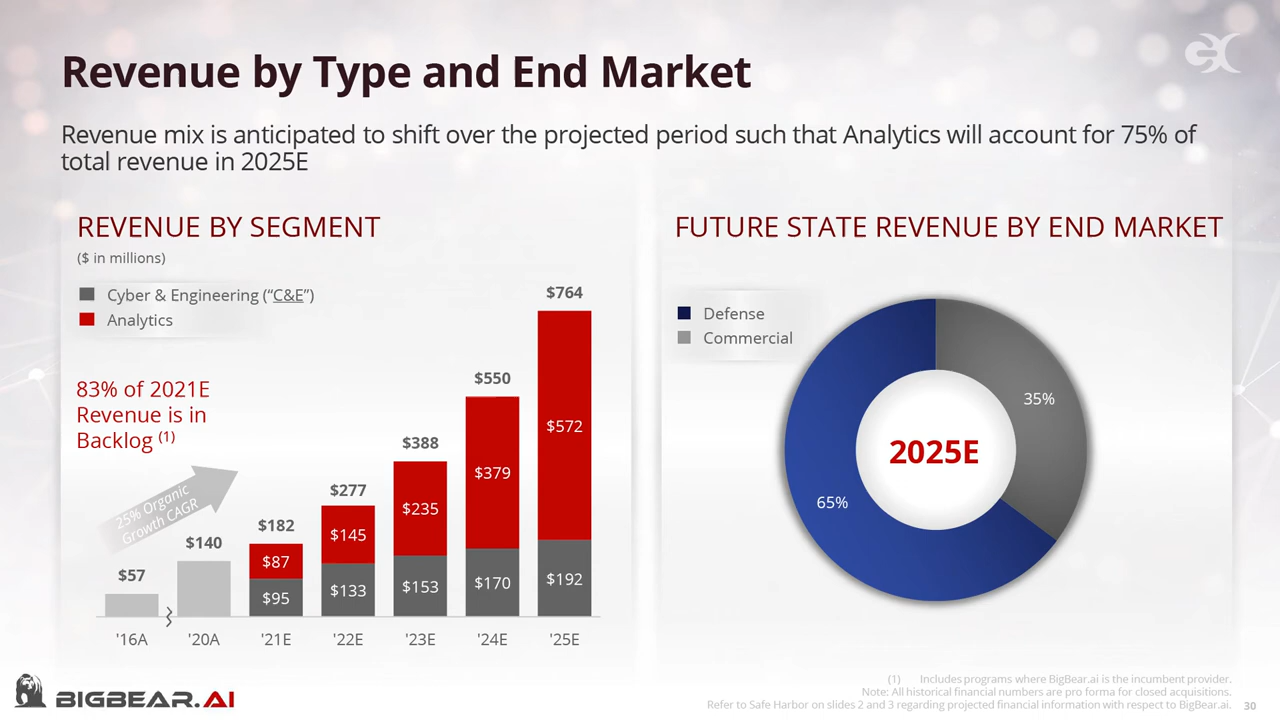 Revenue by Type and End Market
Revenue mix is anticipated to shift over the projected period such that Analytics will account for 75% of
total revenue in 2025E
REVENUE BY SEGMENT
($ in millions)
Cyber & Engineering (“C&E”)
Analytics
83% of 2021E
Revenue is in
Backlog (1)
25% Organic
Growth CAGR
$57
$140
$182
$87
$95
$277
$145
$133
$388
$235
$153
$550
$379
$170
$764
$572
$192
'16A '20A '21E '22E '23E '24E '25E
FUTURE STATE REVENUE BY END MARKET
Defense
Commercial
35%
2025E
65%
BIGBEAR.AI
(1) Includes programs where BigBear.ai is the incumbent provider.
Note: All historical financial numbers are pro forma for closed acquisitions.
Refer to Safe Harbor on slides 2 and 3 regarding projected financial information with respect to BigBear.ai.
30